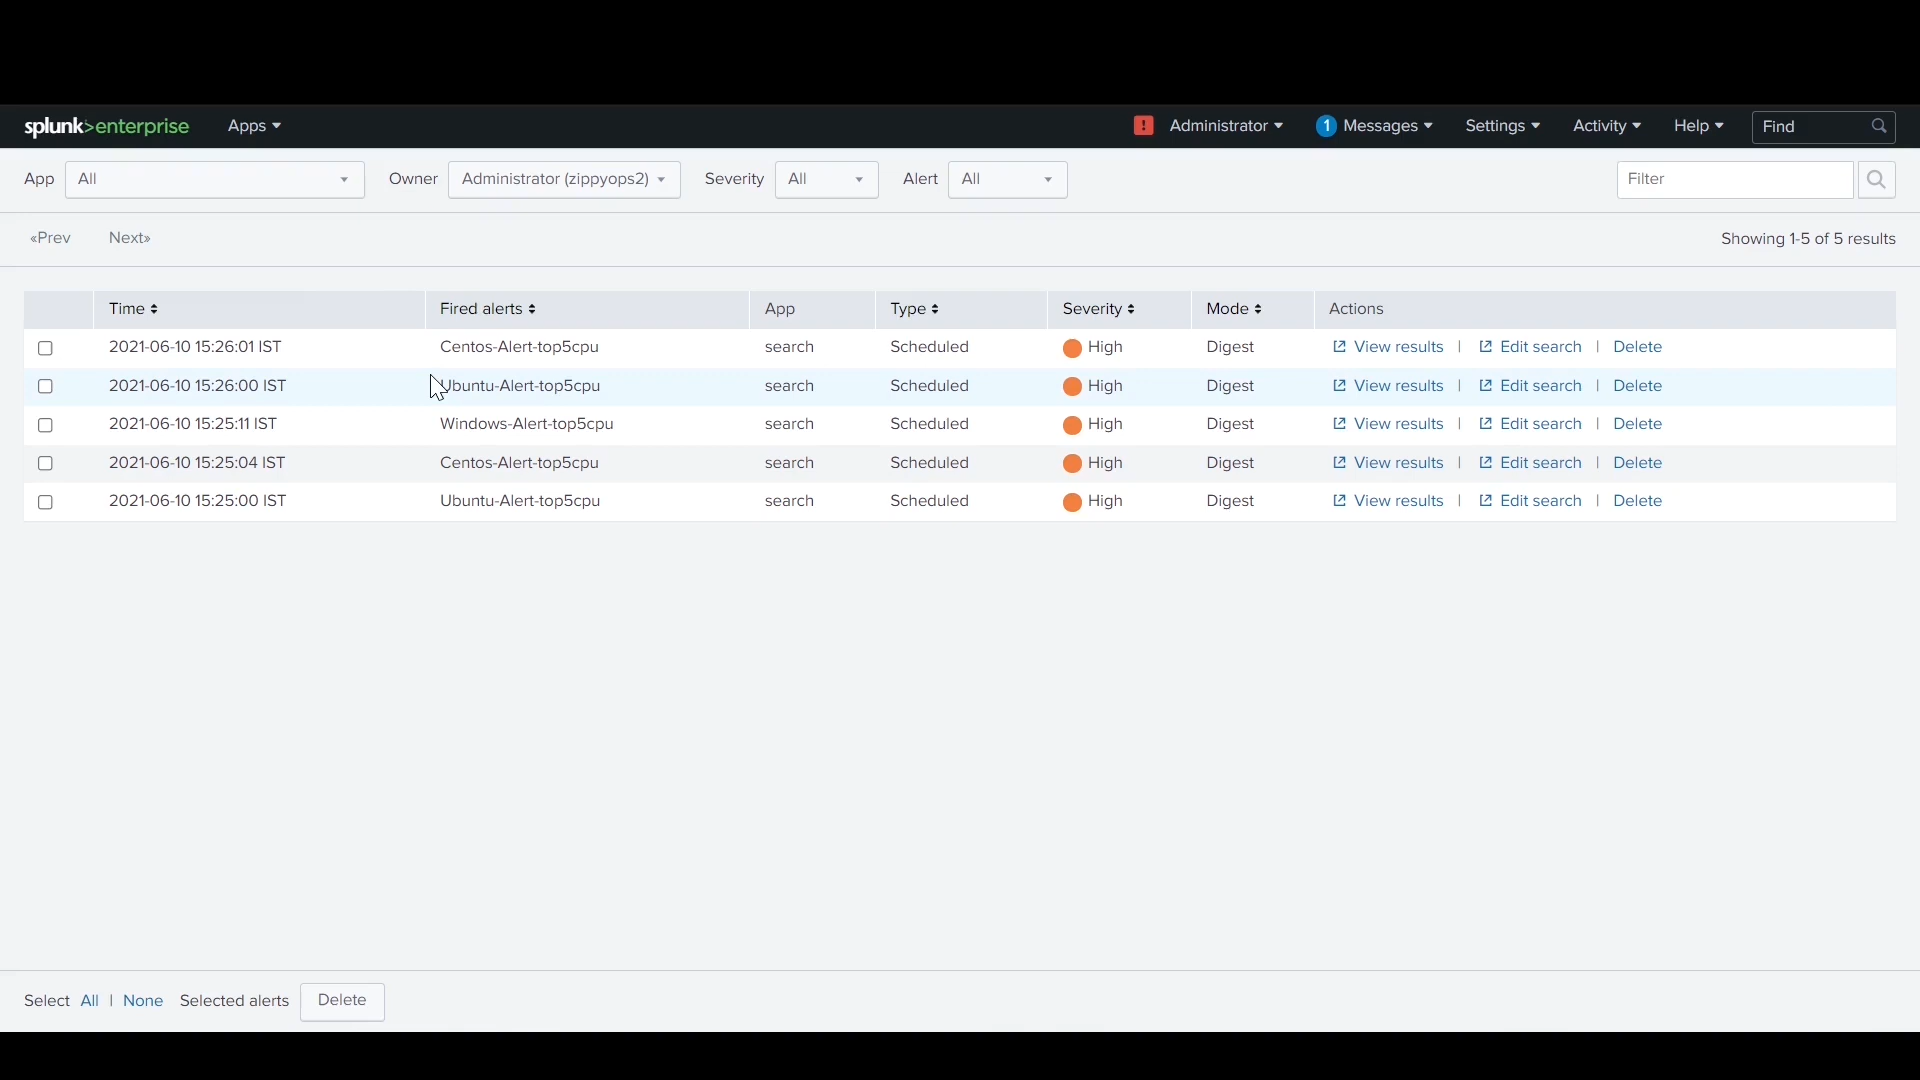 splunk>enterprise Apps ! Administrator 1 Messages Settings Activity Help Find
App All Owner Administrator (zippyops2) Severity All Alert All Filter
«Prev Next» Showing 1-5 of 5 results
Time Fired alerts App Type Severity Mode Actions
2021-06-10 15:26:01 IST Centos-Alert-top5cpu search Scheduled High Digest View results | Edit search | Delete
2021-06-10 15:26:00 IST Ubuntu-Alert-top5cpu search Scheduled High Digest View results | Edit search | Delete
2021-06-10 15:25:11 IST Windows-Alert-top5cpu search Scheduled High Digest View results | Edit search | Delete
2021-06-10 15:25:04 IST Centos-Alert-top5cpu search Scheduled High Digest View results | Edit search | Delete
2021-06-10 15:25:00 IST Ubuntu-Alert-top5cpu search Scheduled High Digest View results | Edit search | Delete
Select All | None Selected alerts Delete